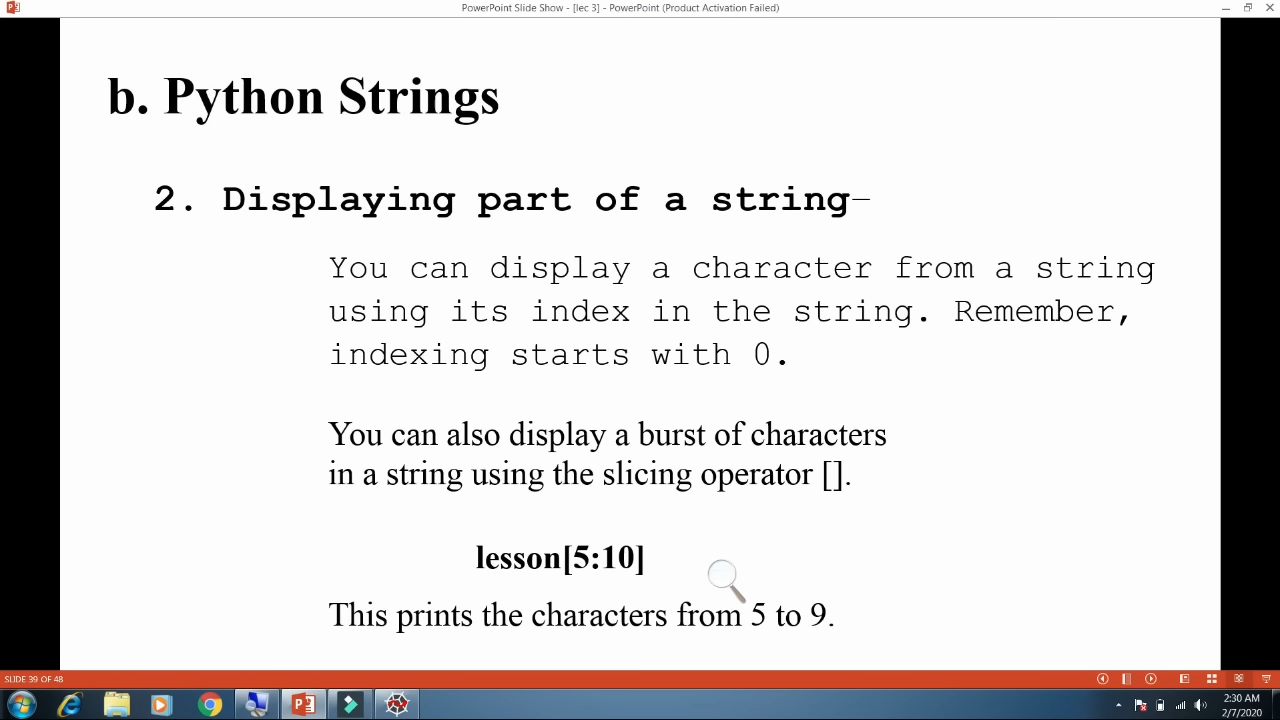 PowerPoint Slide Show - [lec 3] - PowerPoint (Product Activation Failed)
b. Python Strings
2. Displaying part of a string–
You can display a character from a string
using its index in the string. Remember,
indexing starts with 0.
You can also display a burst of characters
in a string using the slicing operator [].
lesson[5:10]
This prints the characters from 5 to 9.
SLIDE 39 OF 48
2:30 AM
2/7/2020